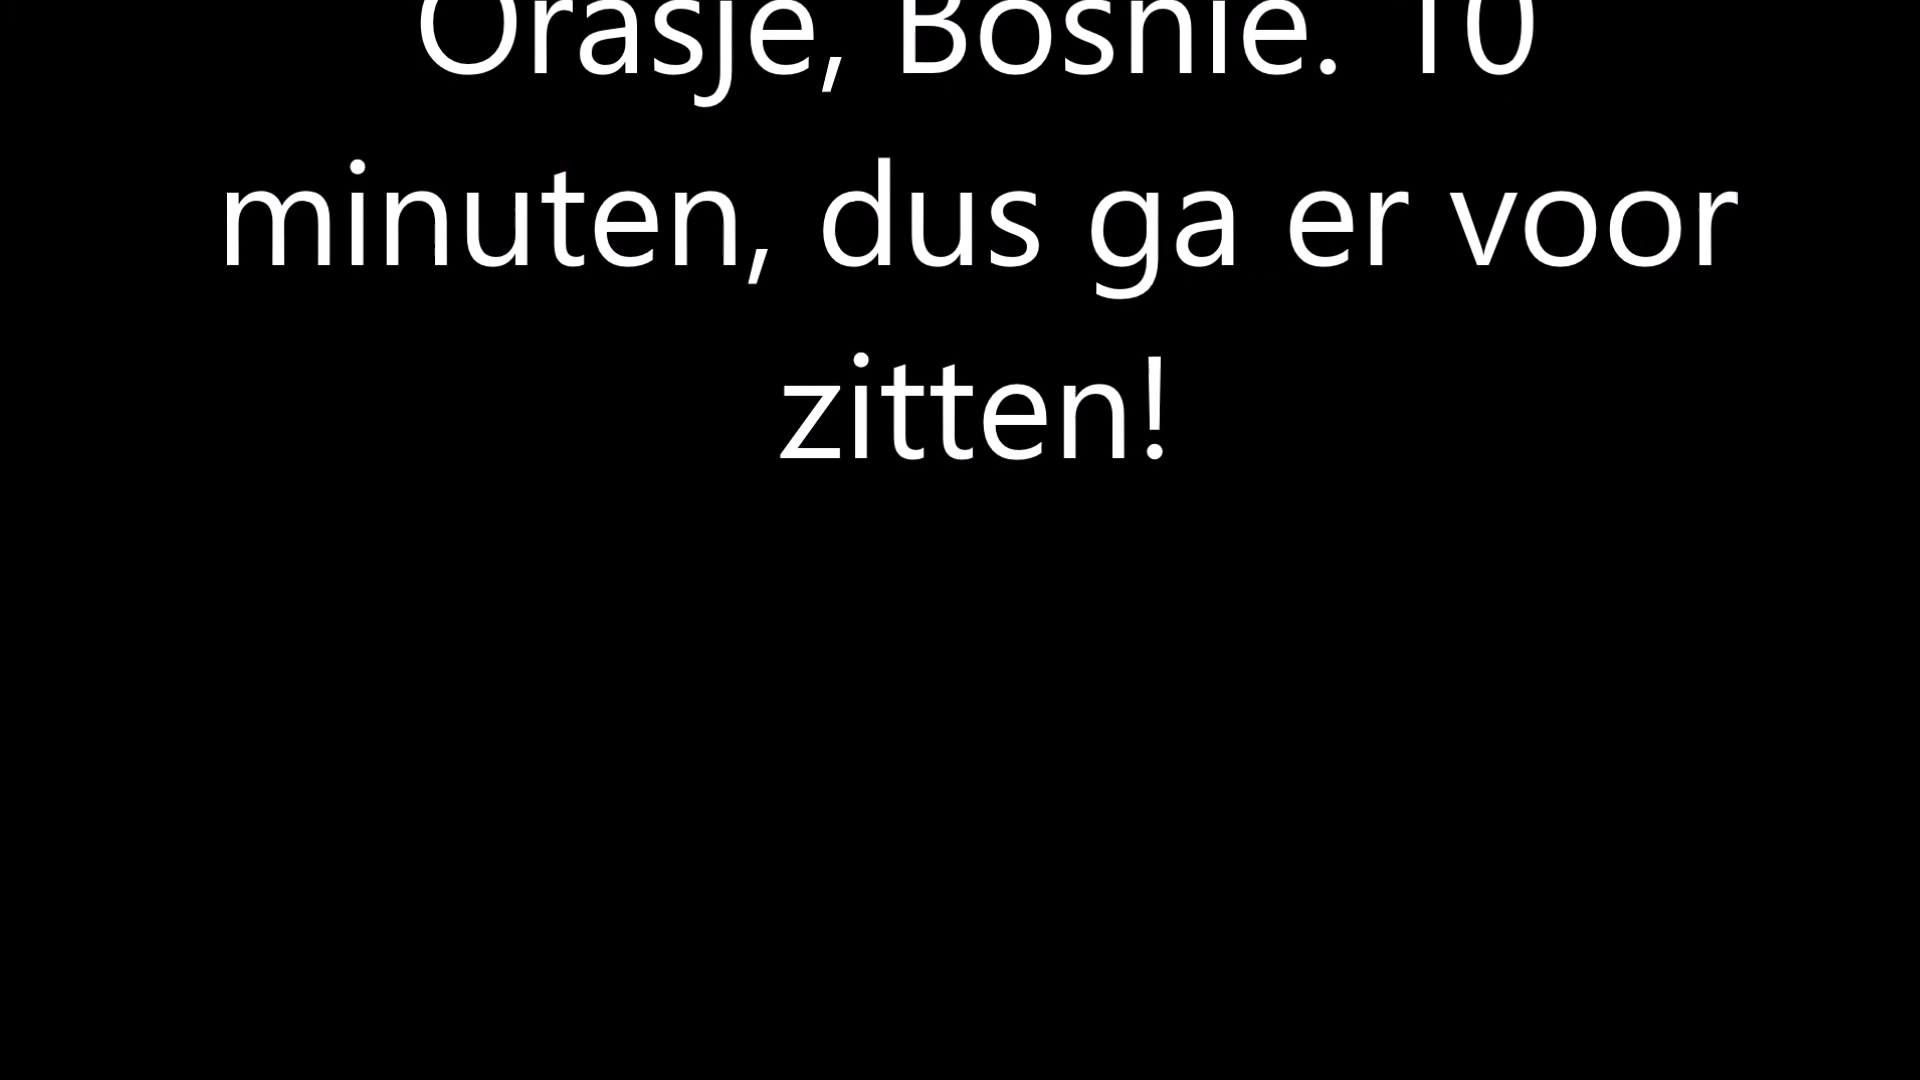 Orasje, Bosnie. 10
minuten, dus ga er voor
zitten!